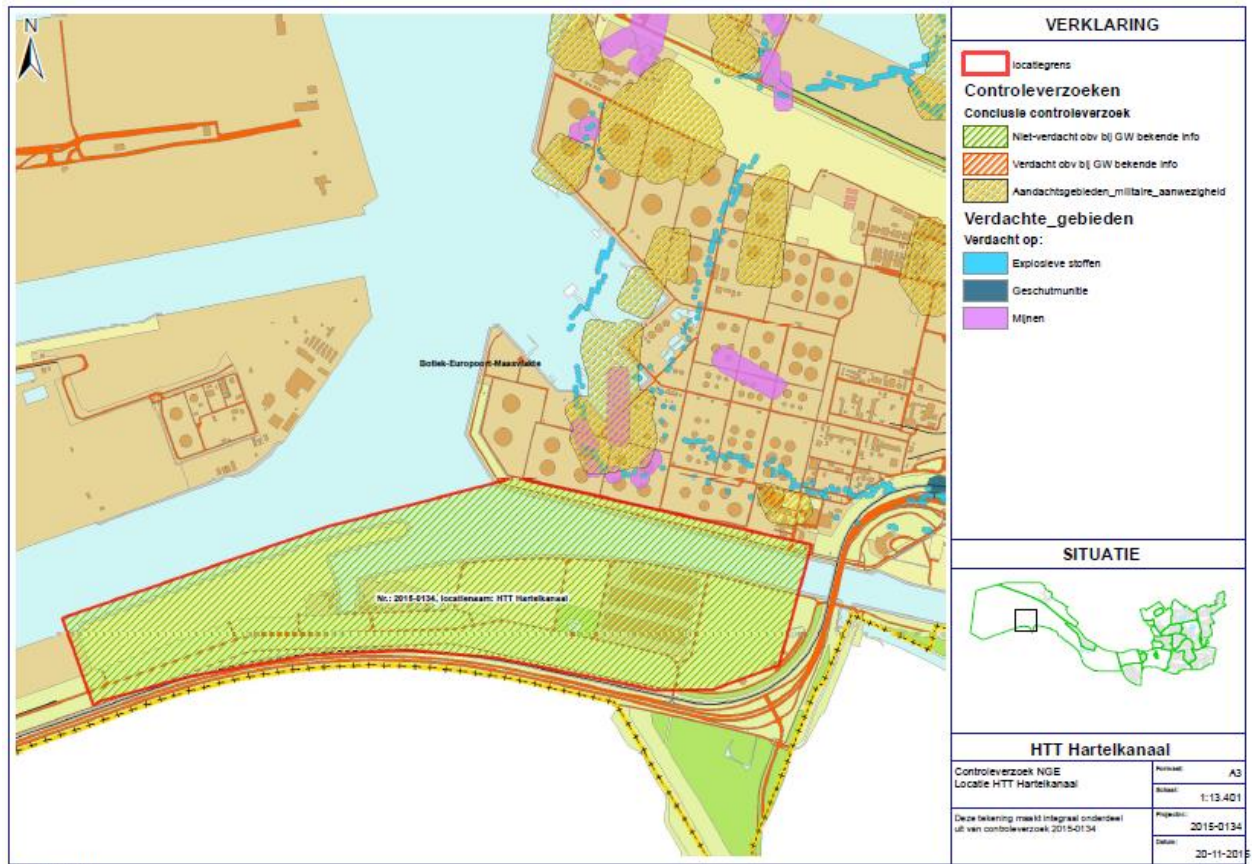 N
Botlek-Europoort-Maasvlakte
Nr.: 2015-0134, locatienaam: HTT Hartelkanaal
VERKLARING
locatiegrens
Controleverzoeken
Conclusie controleverzoek
Niet-verdacht obv bij GW bekende info
Verdacht obv bij GW bekende info
Aandachtsgebieden_militaire_aanwezigheid
Verdachte_gebieden
Verdacht op:
Explosieve stoffen
Geschutmunitie
Mijnen
SITUATIE
HTT Hartelkanaal
Controleverzoek NGE
Locatie HTT Hartelkanaal
Formaat: A3
Schaal: 1:13.401
Deze tekening maakt integraal onderdeel
uit van controleverzoek 2015-0134
Projectnr.: 2015-0134
Datum: 20-11-2015